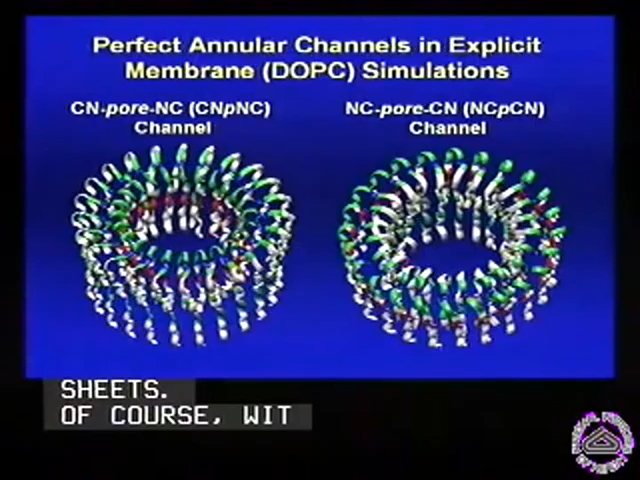 Perfect Annular Channels in Explicit
Membrane (DOPC) Simulations
CN-pore-NC (CNpNC)
Channel
NC-pore-CN (NCpCN)
Channel
SHEETS.
OF COURSE, WIT